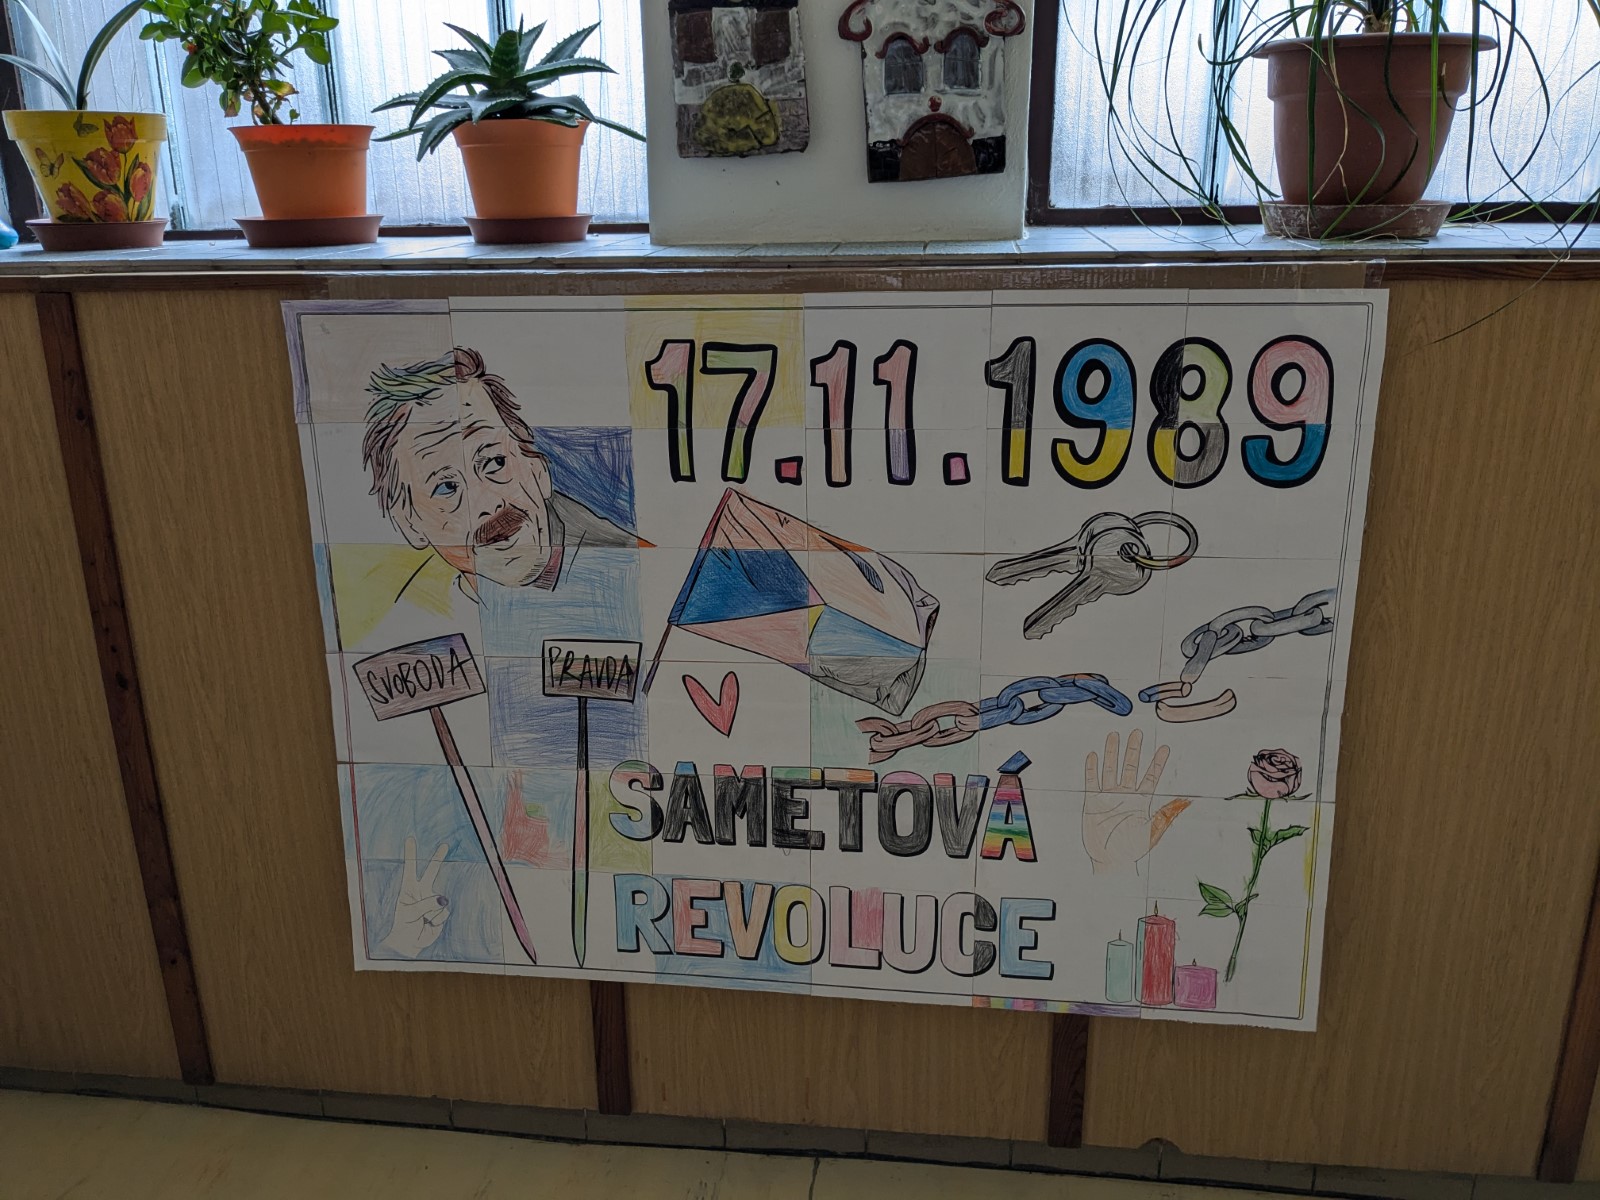 17.11.1989
SVOBODA
PRAVDA
SAMETOVÁ
REVOLUCE